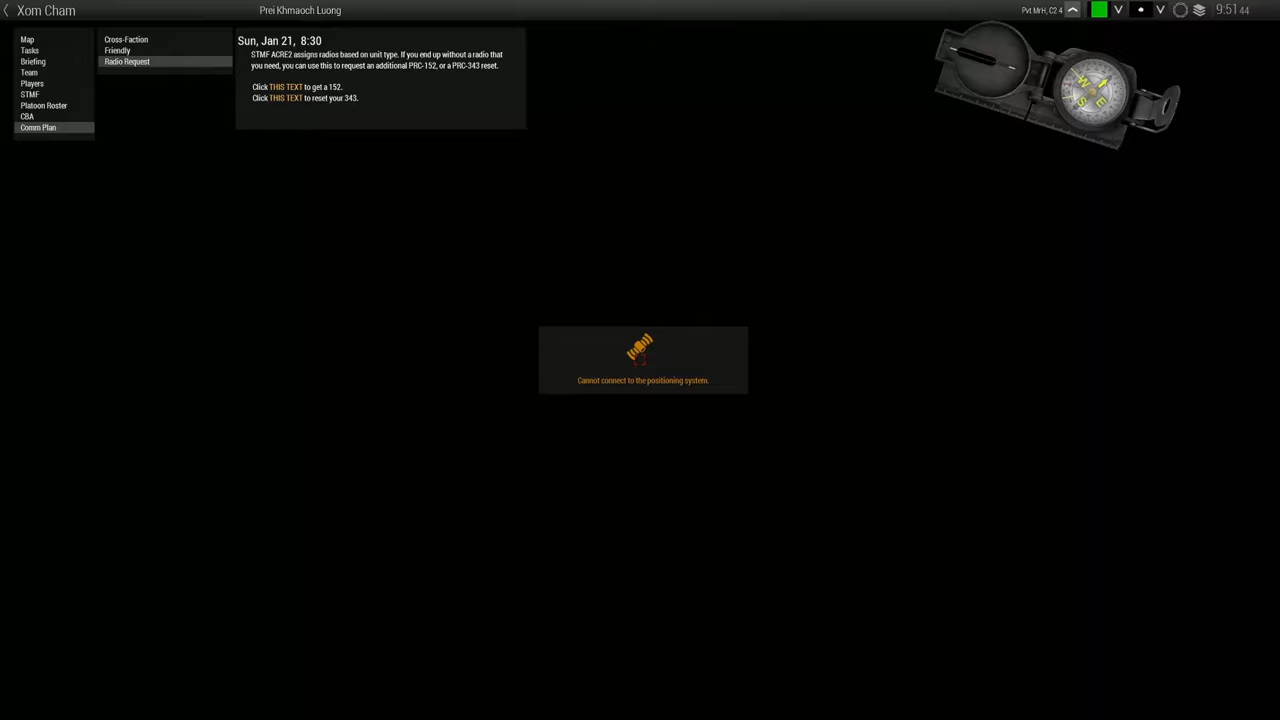 Xom Cham
Prei Khmaoch Luong
Pvt MrH, C2 4
9:51 44
Map
Tasks
Briefing
Team
Players
STMF
Platoon Roster
CBA
Comm Plan
Cross-Faction
Friendly
Radio Request
Sun, Jan 21, 8:30
STMF ACRE2 assigns radios based on unit type. If you end up without a radio that
you need, you can use this to request an additional PRC-152, or a PRC-343 reset.
Click THIS TEXT to get a 152.
Click THIS TEXT to reset your 343.
W
E
S
Cannot connect to the positioning system.